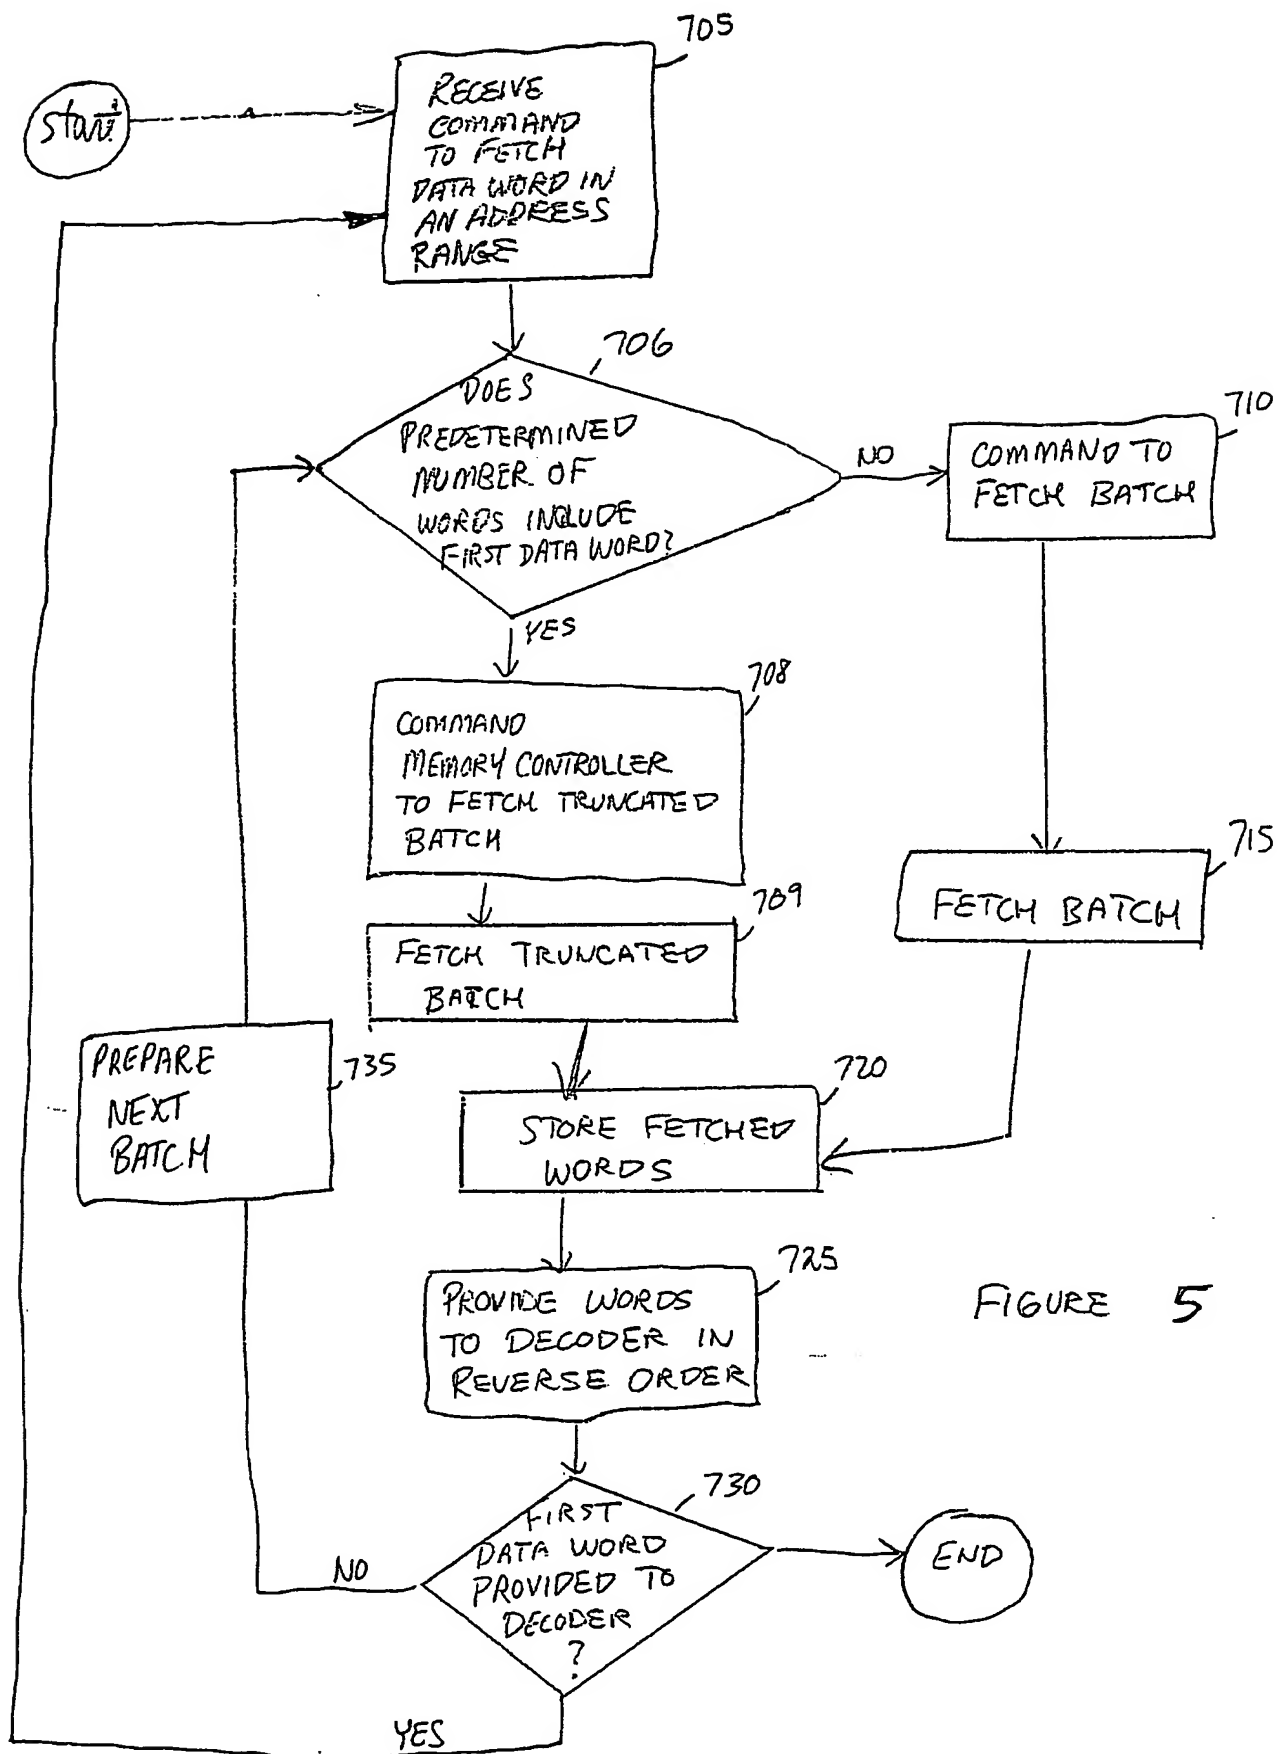 705
start
RECEIVE
COMMAND
TO FETCH
DATA WORD IN
AN ADDRESS
RANGE
706
DOES
PREDETERMINED
NUMBER OF
WORDS INCLUDE
FIRST DATA WORD?
NO
710
COMMAND TO
FETCH BATCH
YES
708
COMMAND
MEMORY CONTROLLER
TO FETCH TRUNCATED
BATCH
715
FETCH BATCH
709
FETCH TRUNCATED
BATCH
735
PREPARE
NEXT
BATCH
720
STORE FETCHED
WORDS
725
PROVIDE WORDS
TO DECODER IN
REVERSE ORDER
FIGURE 5
730
FIRST
DATA WORD
PROVIDED TO
DECODER
?
NO
END
YES